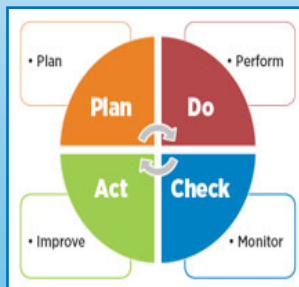 • Plan
• Perform
Plan
Do
Act
Check
• Improve
• Monitor